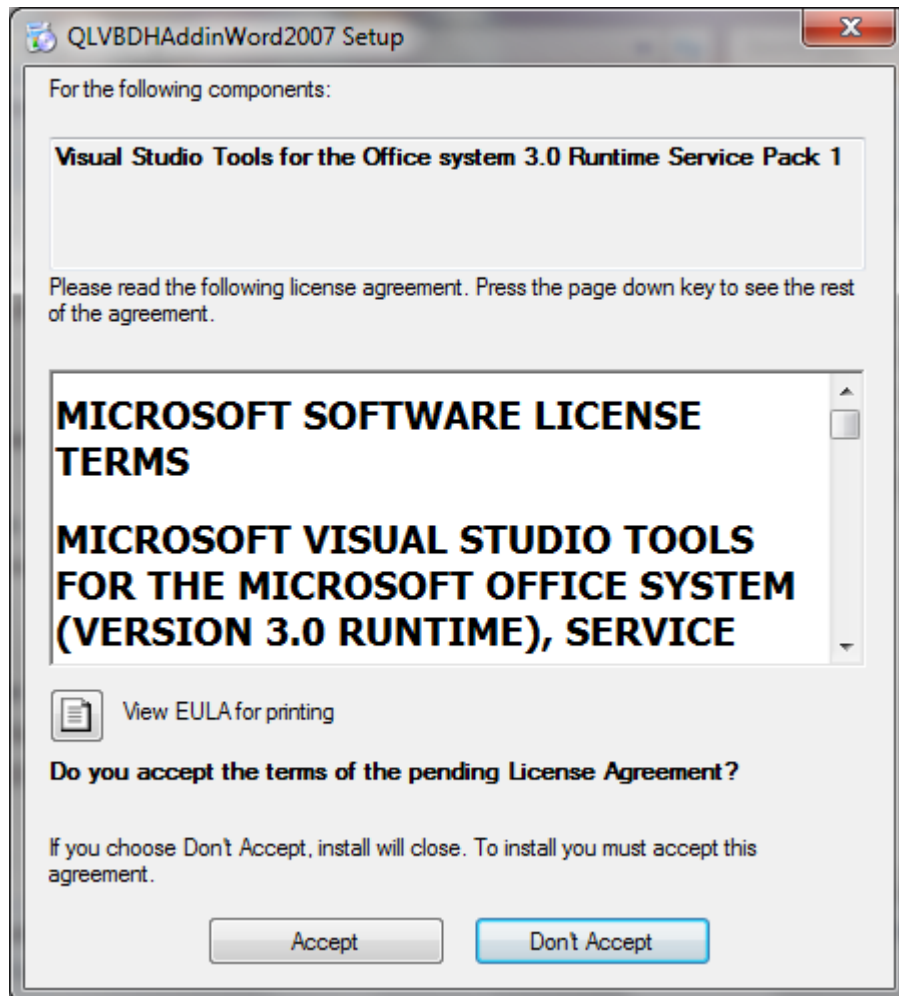 QLVBDHAddinWord2007 Setup
For the following components:
Visual Studio Tools for the Office system 3.0 Runtime Service Pack 1
Please read the following license agreement. Press the page down key to see the rest
of the agreement.
MICROSOFT SOFTWARE LICENSE
TERMS
MICROSOFT VISUAL STUDIO TOOLS
FOR THE MICROSOFT OFFICE SYSTEM
(VERSION 3.0 RUNTIME), SERVICE
View EULA for printing
Do you accept the terms of the pending License Agreement?
If you choose Don't Accept, install will close. To install you must accept this
agreement.
Accept
Don't Accept